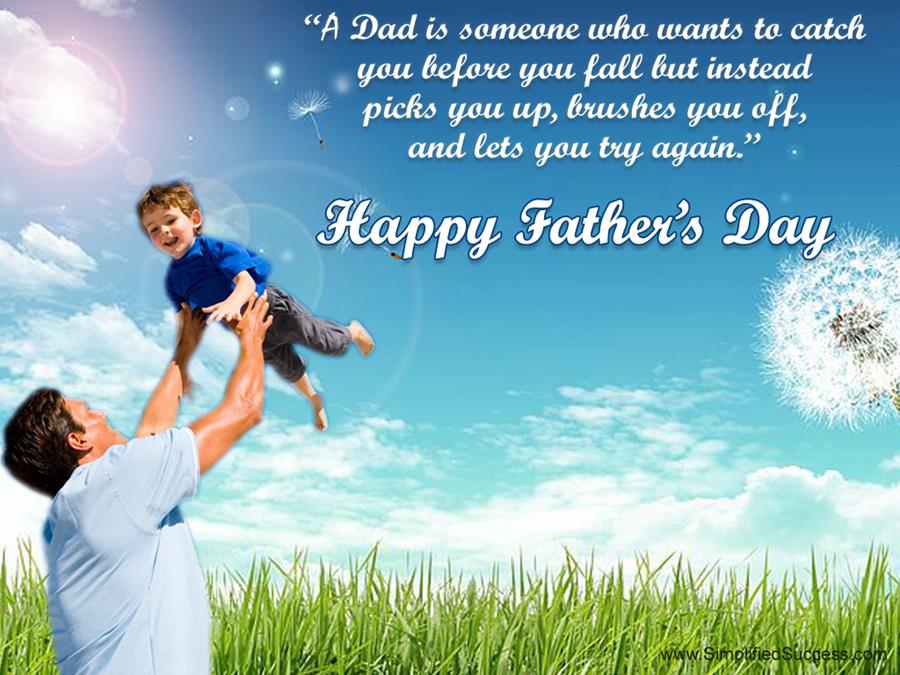 “A Dad is someone who wants to catch
you before you fall but instead
picks you up, brushes you off,
and lets you try again.”
Happy Father’s Day
www.SimplifiedSuccess.com